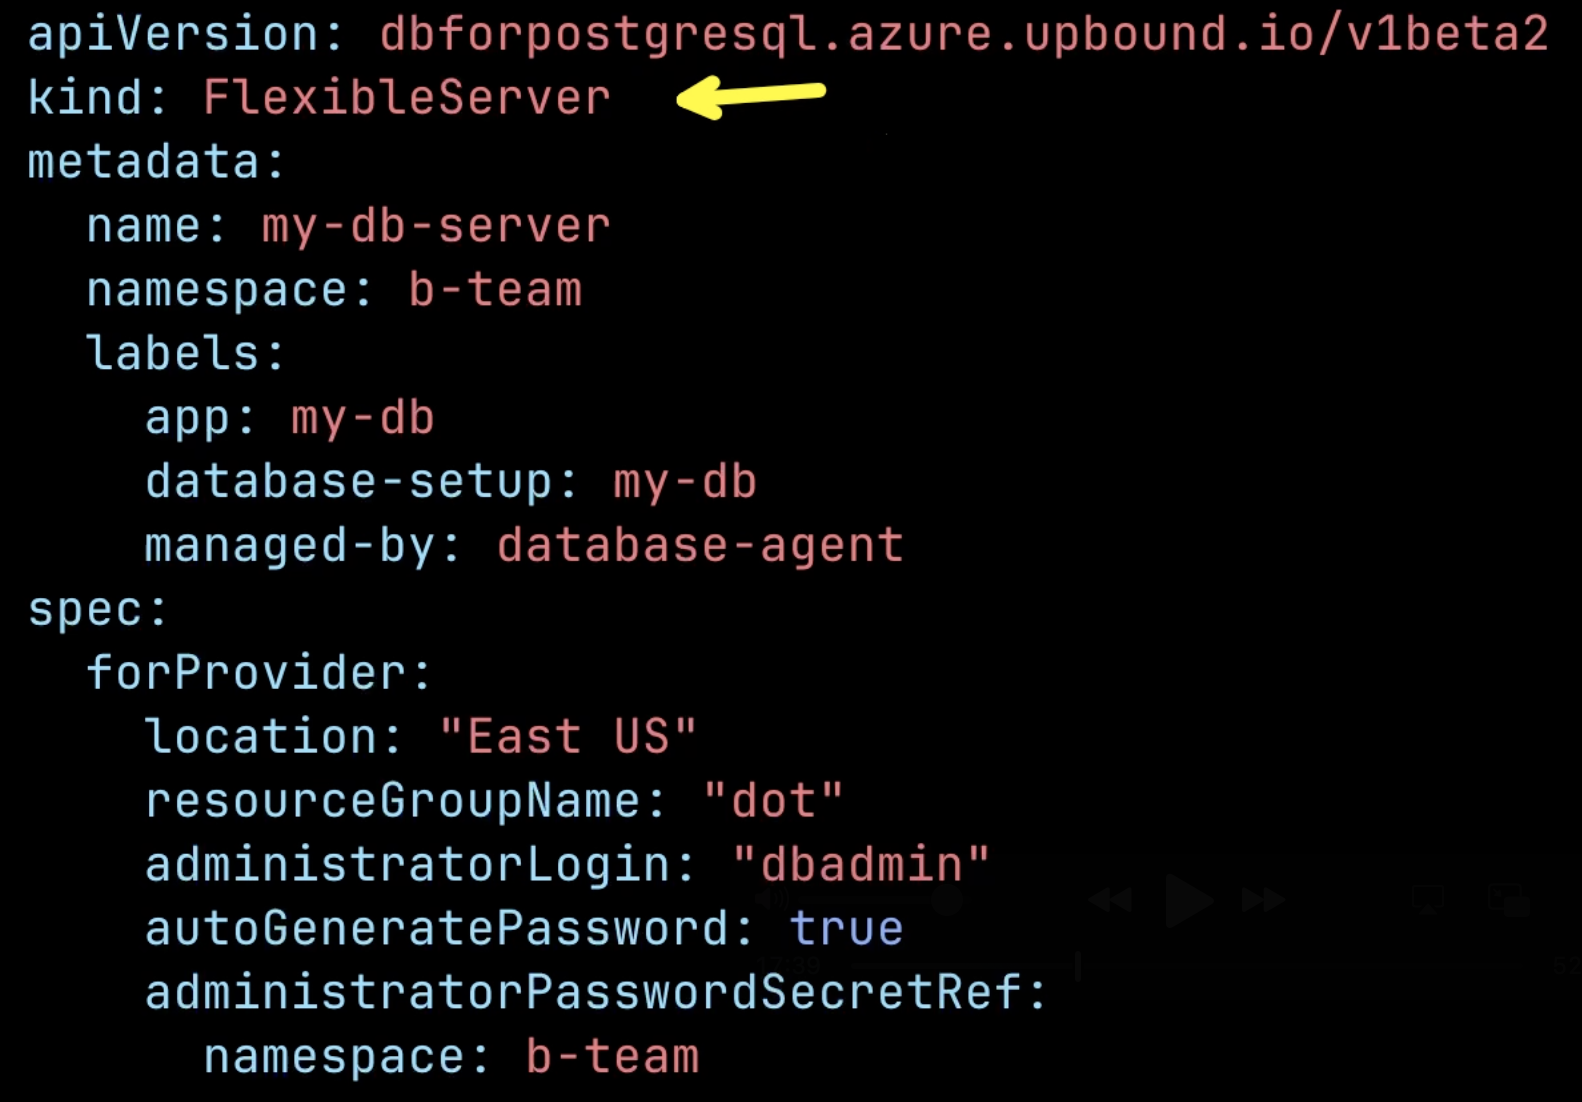 apiVersion: dbforpostgresql.azure.upbound.io/v1beta2
kind: FlexibleServer
metadata:
  name: my-db-server
  namespace: b-team
  labels:
    app: my-db
    database-setup: my-db
    managed-by: database-agent
spec:
  forProvider:
    location: "East US"
    resourceGroupName: "dot"
    administratorLogin: "dbadmin"
    autoGeneratePassword: true
    administratorPasswordSecretRef:
      namespace: b-team